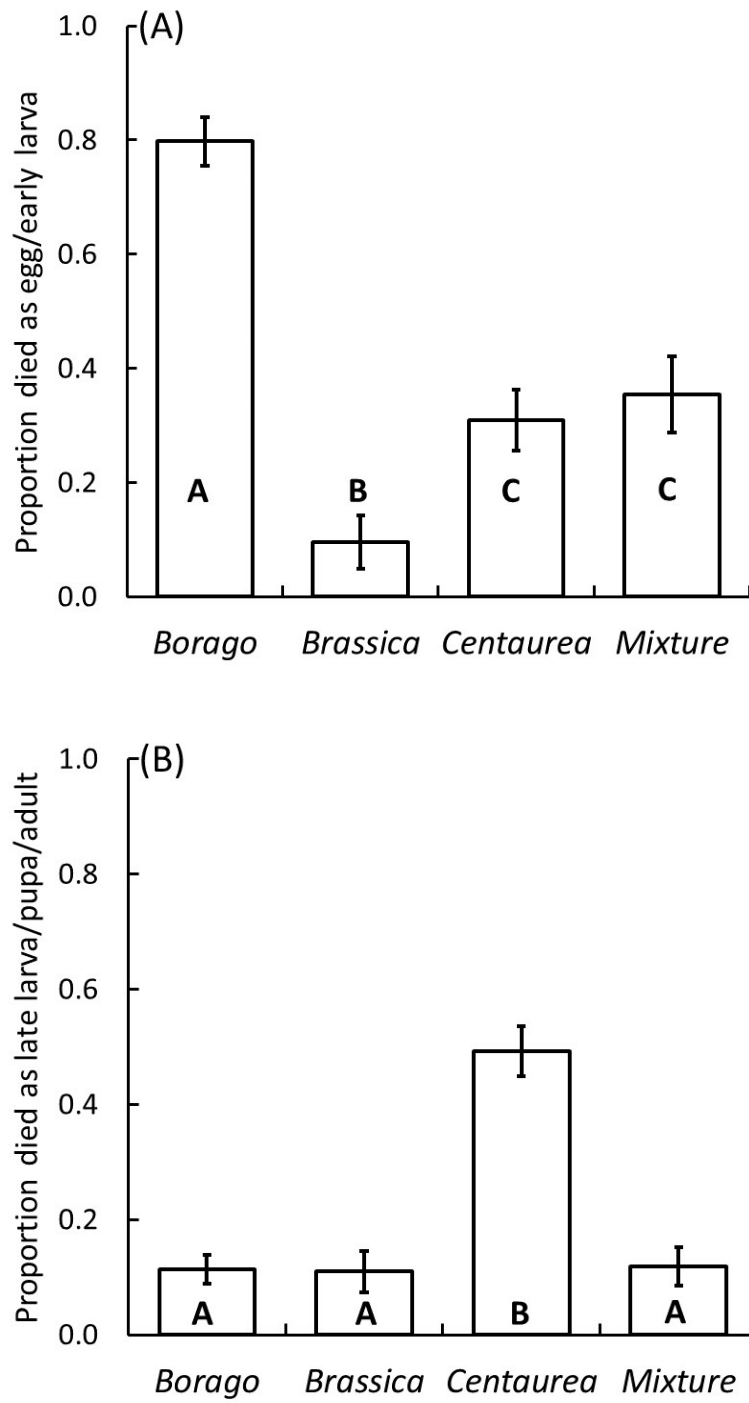 (A)
Proportion died as egg/early larva
1.0
0.8
0.6
0.4
0.2
0.0
A
B
C
C
Borago Brassica Centaurea Mixture
(B)
Proportion died as late larva/pupa/adult
1.0
0.8
0.6
0.4
0.2
0.0
A
A
B
A
Borago Brassica Centaurea Mixture